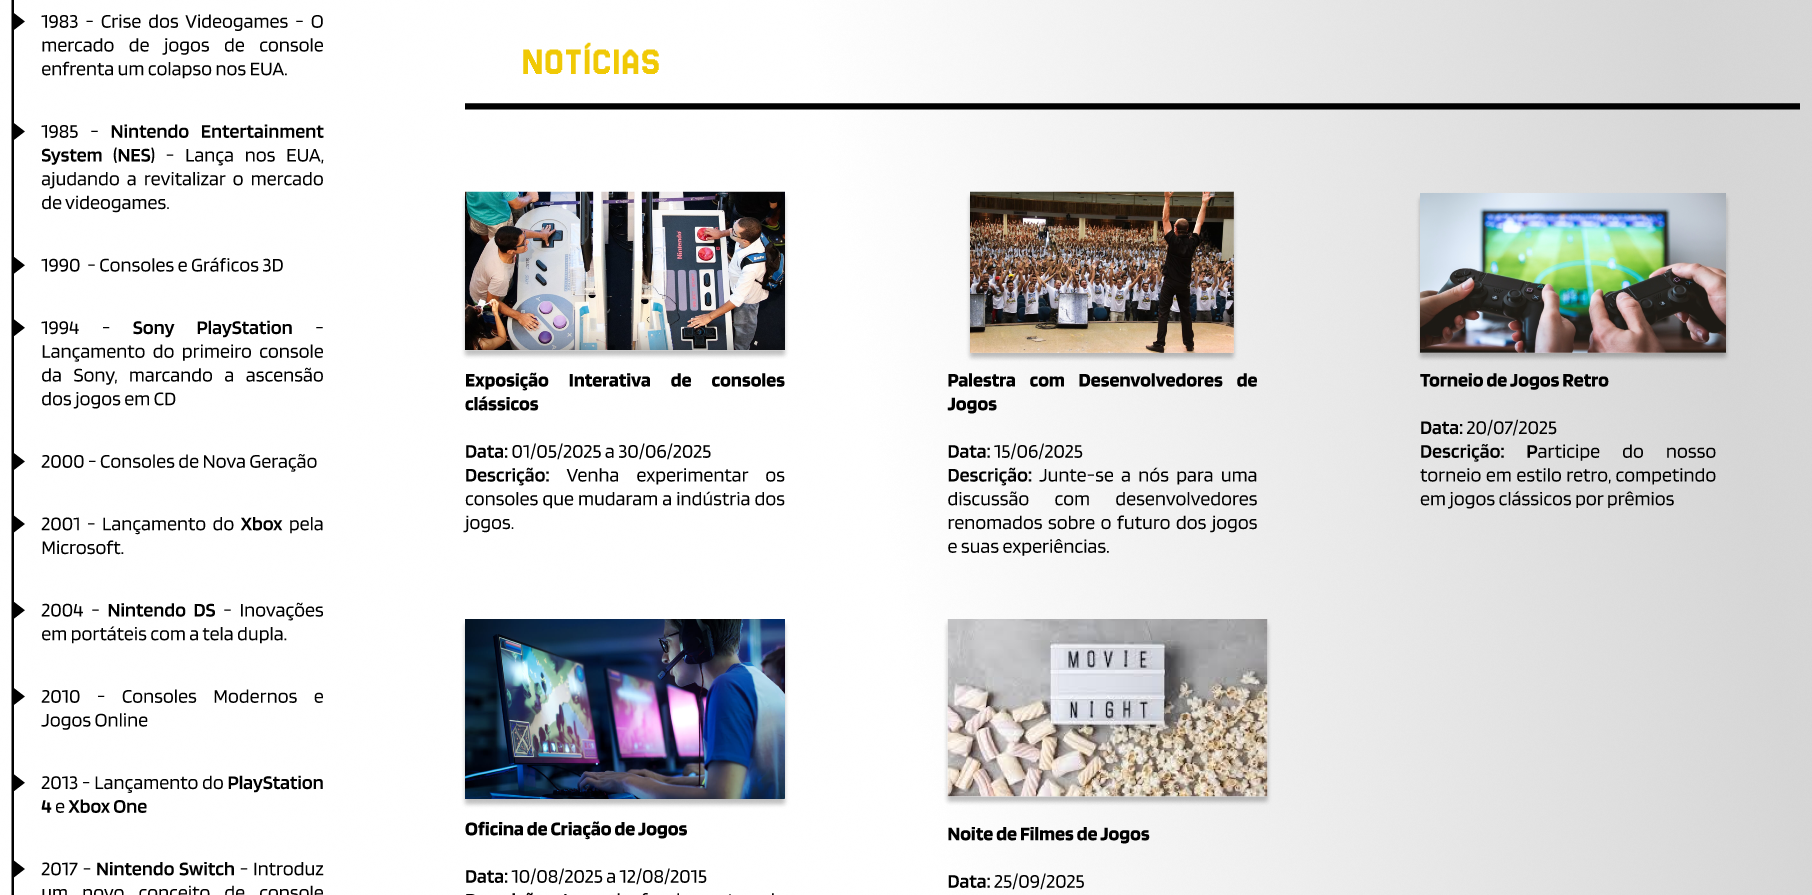 1983 - Crise dos Videogames - O
mercado de jogos de console
enfrenta um colapso nos EUA.
1985 - Nintendo Entertainment
System (NES) - Lança nos EUA,
ajudando a revitalizar o mercado
de videogames.
1990 - Consoles e Gráficos 3D
1994 - Sony PlayStation -
Lançamento do primeiro console
da Sony, marcando a ascensão
dos jogos em CD
2000 - Consoles de Nova Geração
2001 - Lançamento do Xbox pela
Microsoft.
2004 - Nintendo DS - Inovações
em portáteis com a tela dupla.
2010 - Consoles Modernos e
Jogos Online
2013 - Lançamento do PlayStation
4 e Xbox One
2017 - Nintendo Switch - Introduz
um novo conceito de console
NOTÍCIAS
Nintendo
Exposição Interativa de consoles
clássicos
Data: 01/05/2025 a 30/06/2025
Descrição: Venha experimentar os
consoles que mudaram a indústria dos
jogos.
Palestra com Desenvolvedores de
Jogos
Data: 15/06/2025
Descrição: Junte-se a nós para uma
discussão com desenvolvedores
renomados sobre o futuro dos jogos
e suas experiências.
Torneio de Jogos Retro
Data: 20/07/2025
Descrição: Participe do nosso
torneio em estilo retro, competindo
em jogos clássicos por prêmios
Oficina de Criação de Jogos
Data: 10/08/2025 a 12/08/2015
MOVIE
NIGHT
Noite de Filmes de Jogos
Data: 25/09/2025